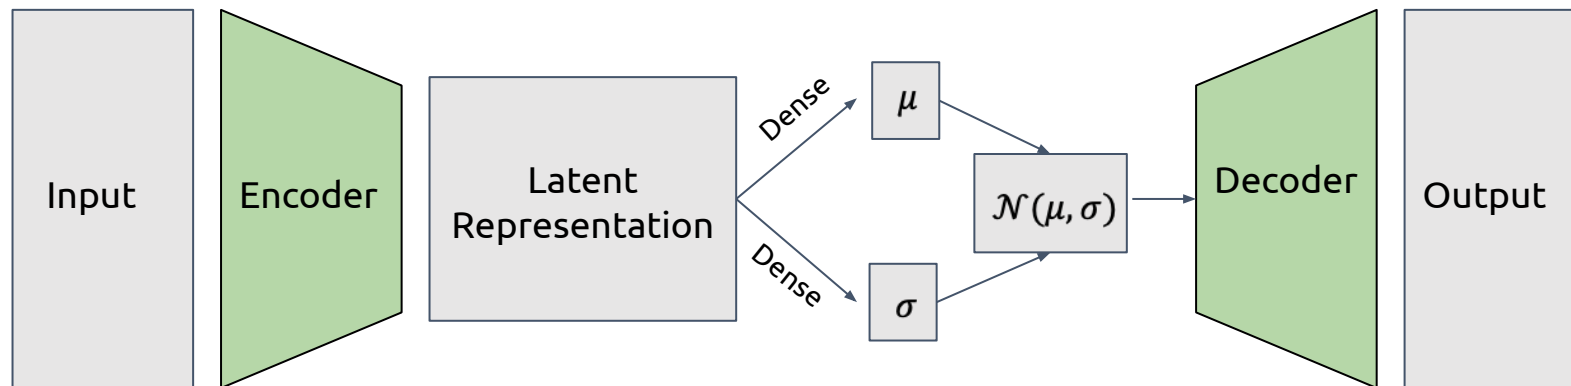 Input
Encoder
Latent
Representation
Dense
Dense
μ
σ
𝒩(μ, σ)
Decoder
Output